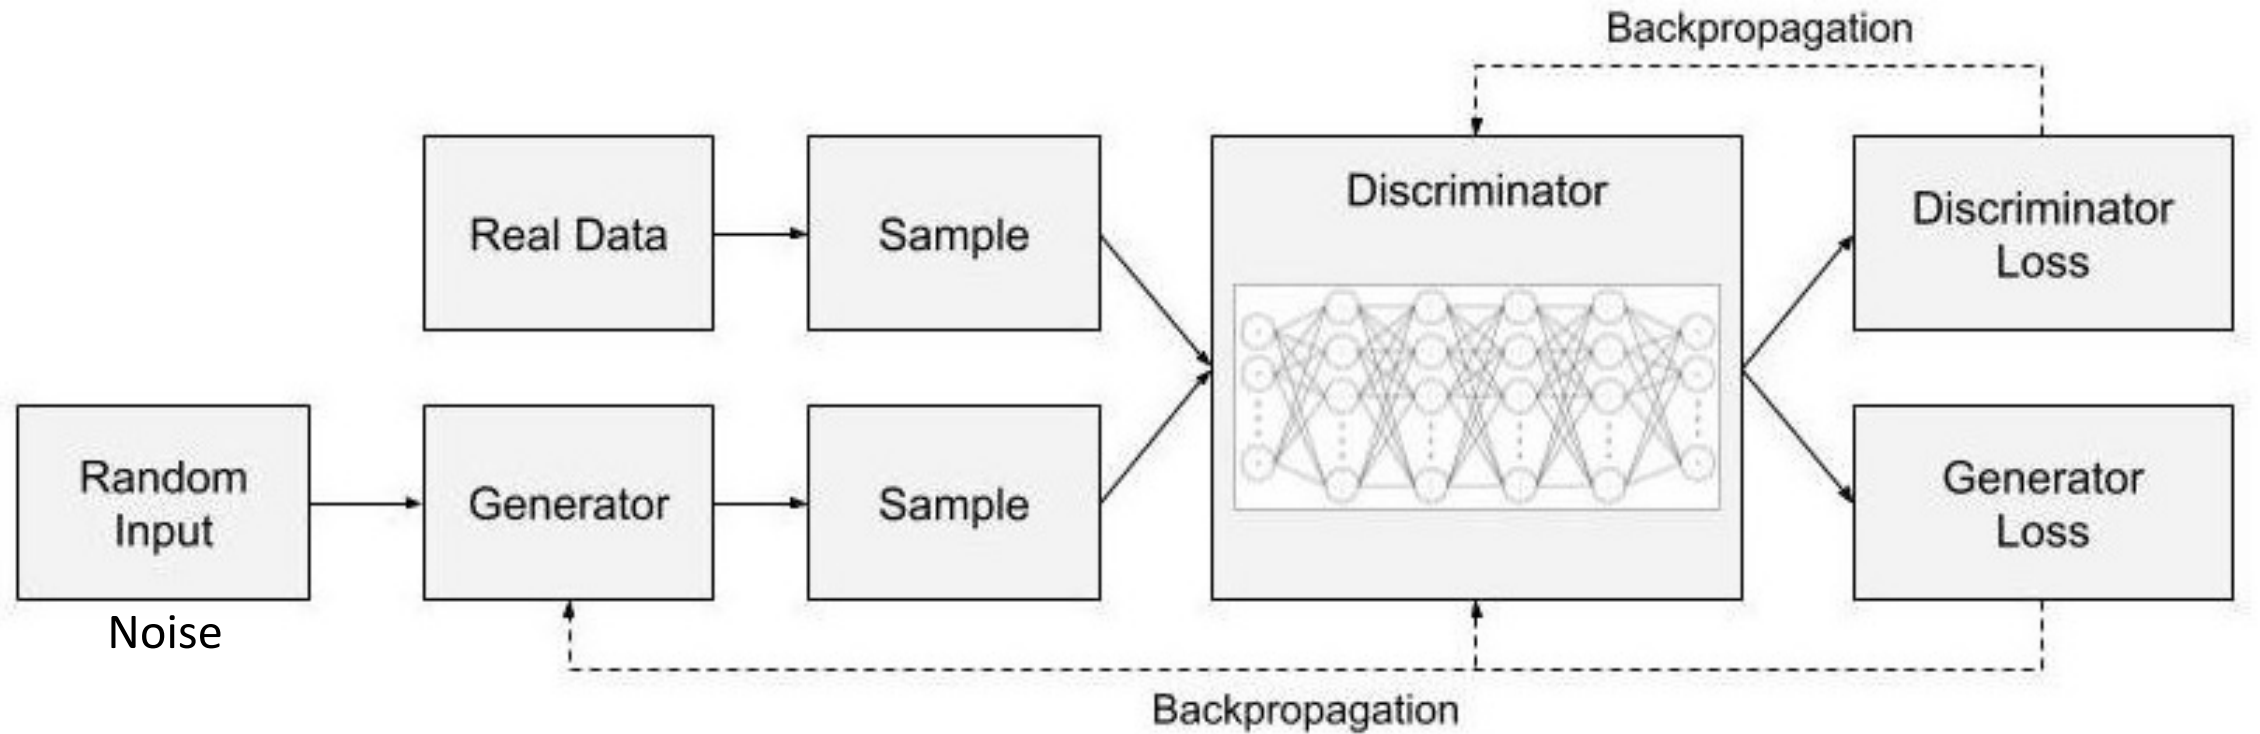 Backpropagation
Real Data
Sample
Discriminator
Discriminator
Loss
Random
Input
Generator
Sample
Generator
Loss
Noise
Backpropagation